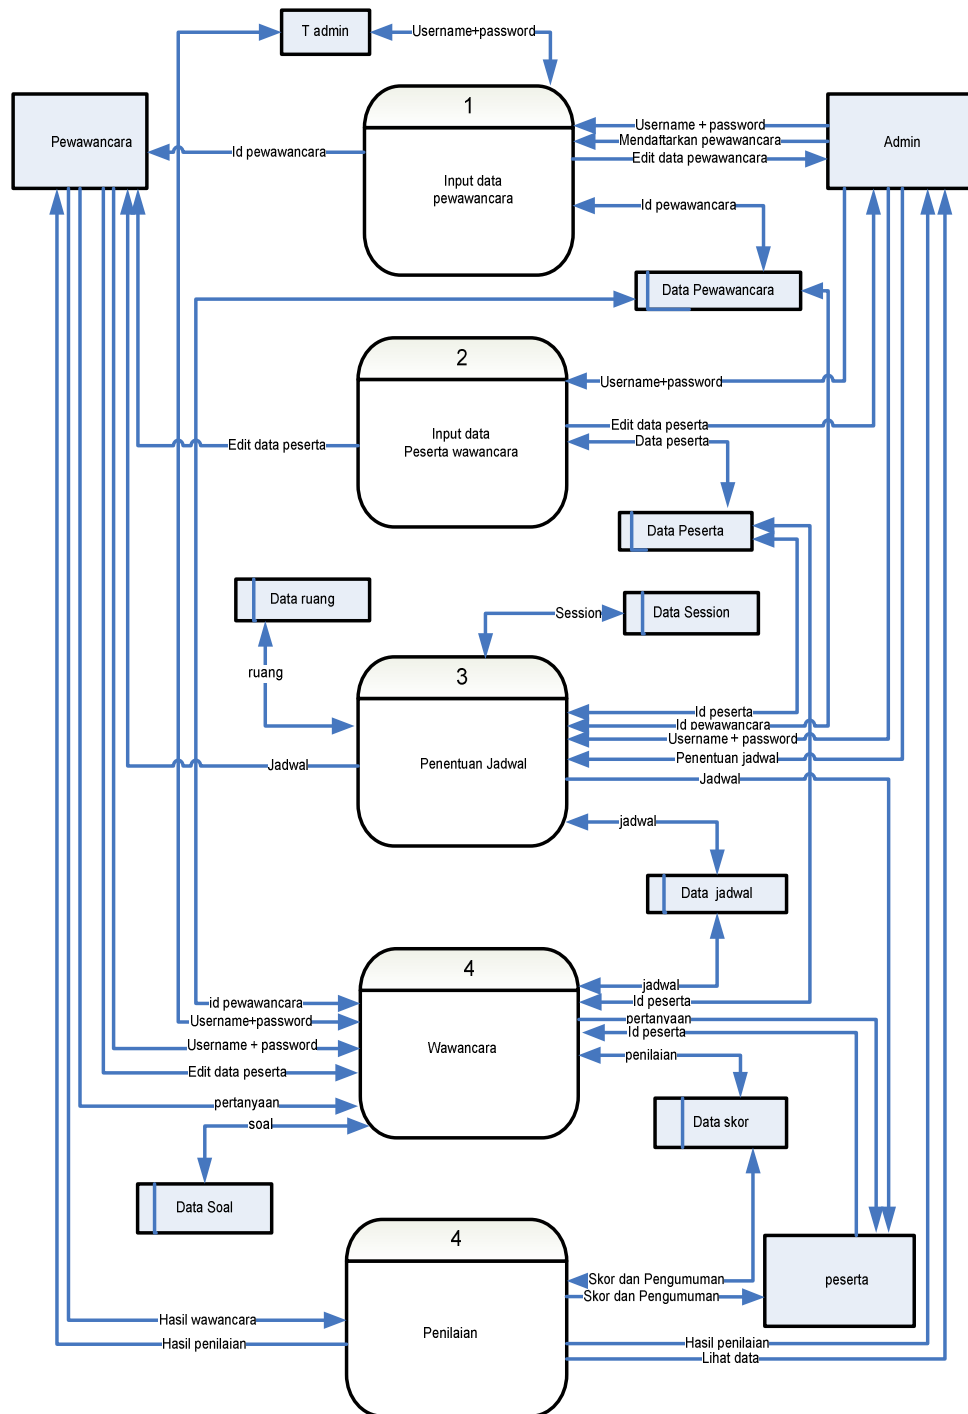 T admin
Username+password
1
Pewawancara
Username + password
Mendaftarkan pewawancara
Admin
Id pewawancara
Edit data pewawancara
Input data
pewawancara
Id pewawancara
Data Pewawancara
2
Username+password
Input data
Peserta wawancara
Edit data peserta
Edit data peserta
Data peserta
Data Peserta
Data ruang
Session
Data Session
ruang
3
Id peserta
Id pewawancara
Username + password
Jadwal
Penentuan Jadwal
Penentuan jadwal
Jadwal
jadwal
Data jadwal
4
jadwal
id pewawancara
Id peserta
Username+password
pertanyaan
Id peserta
Username + password
Wawancara
penilaian
Edit data peserta
pertanyaan
soal
Data skor
Data Soal
4
Skor dan Pengumuman
peserta
Skor dan Pengumuman
Hasil wawancara
Penilaian
Hasil penilaian
Hasil penilaian
Lihat data